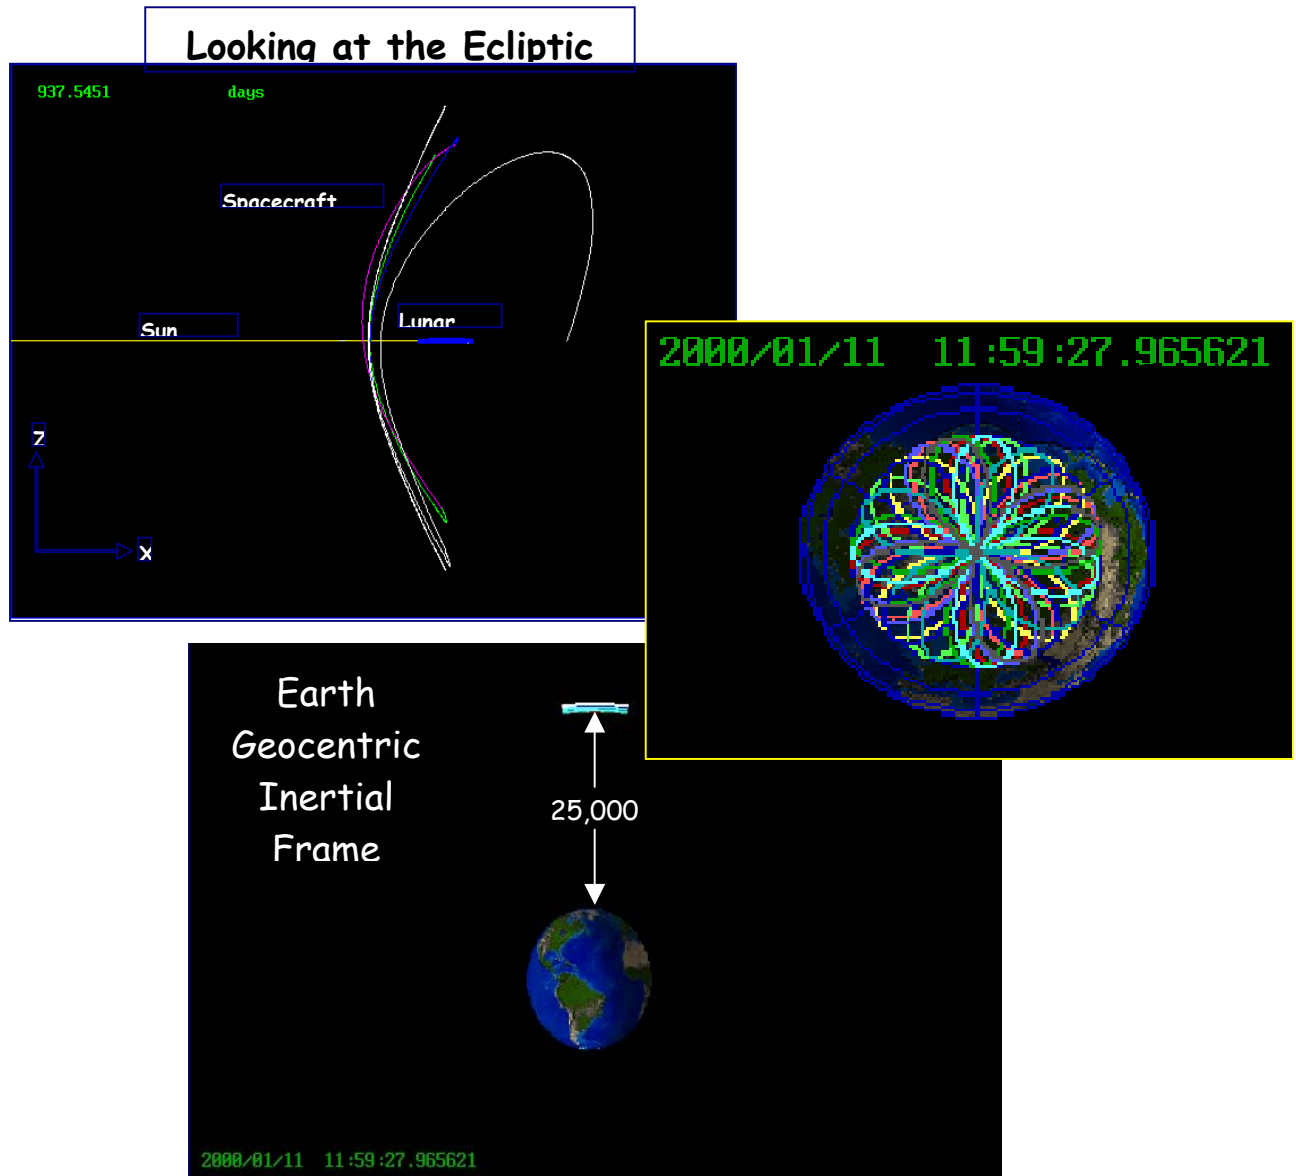 Looking at the Ecliptic
937.5451 days
Spacecraft
Sun
Lunar
Z
X
2000/01/11 11:59:27.965621
Earth
Geocentric
Inertial
Frame
25,000
2000/01/11 11:59:27.965621